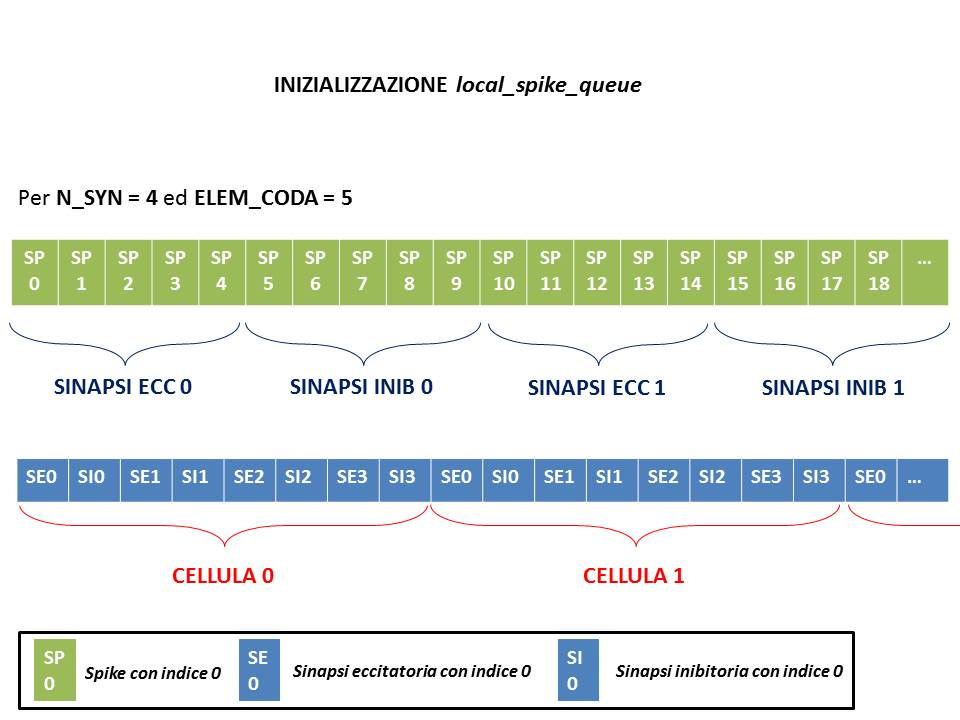 INIZIALIZZAZIONE local_spike_queue
Per N_SYN = 4 ed ELEM_CODA = 5
SP 0 SP 1 SP 2 SP 3 SP 4 SP 5 SP 6 SP 7 SP 8 SP 9 SP 10 SP 11 SP 12 SP 13 SP 14 SP 15 SP 16 SP 17 SP 18 ...
SINAPSI ECC 0 SINAPSI INIB 0 SINAPSI ECC 1 SINAPSI INIB 1
SE0 SI0 SE1 SI1 SE2 SI2 SE3 SI3 SE0 SI0 SE1 SI1 SE2 SI2 SE3 SI3 SE0 ...
CELLULA 0 CELLULA 1
SP 0 Spike con indice 0 SE 0 Sinapsi eccitatoria con indice 0 SI 0 Sinapsi inibitoria con indice 0